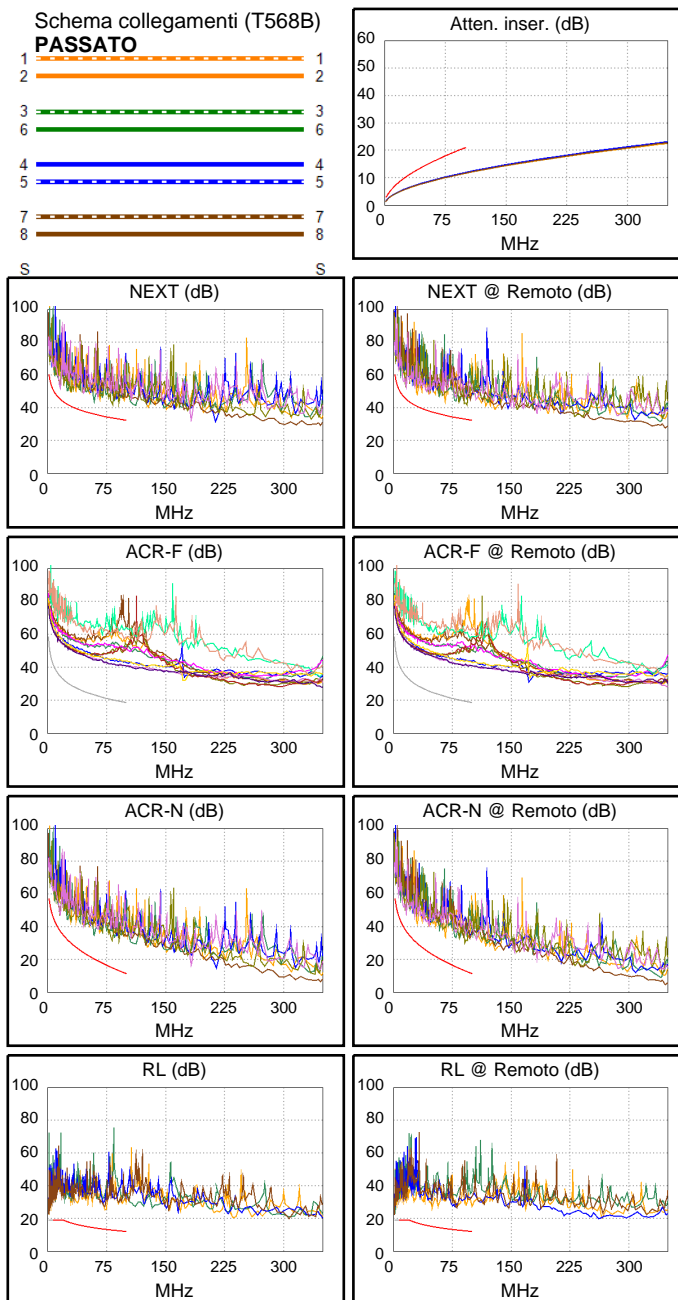 Schema collegamenti (T568B)
PASSATO
1 1
2 2
3 3
6 6
4 4
5 5
7 7
8 8
S S
Atten. inser. (dB)
60
50
40
30
20
10
0
0 75 150 225 300
MHz
NEXT (dB)
100
80
60
40
20
0
0 75 150 225 300
MHz
NEXT @ Remoto (dB)
100
80
60
40
20
0
0 75 150 225 300
MHz
ACR-F (dB)
100
80
60
40
20
0
0 75 150 225 300
MHz
ACR-F @ Remoto (dB)
100
80
60
40
20
0
0 75 150 225 300
MHz
ACR-N (dB)
100
80
60
40
20
0
0 75 150 225 300
MHz
ACR-N @ Remoto (dB)
100
80
60
40
20
0
0 75 150 225 300
MHz
RL (dB)
100
80
60
40
20
0
0 75 150 225 300
MHz
RL @ Remoto (dB)
100
80
60
40
20
0
0 75 150 225 300
MHz